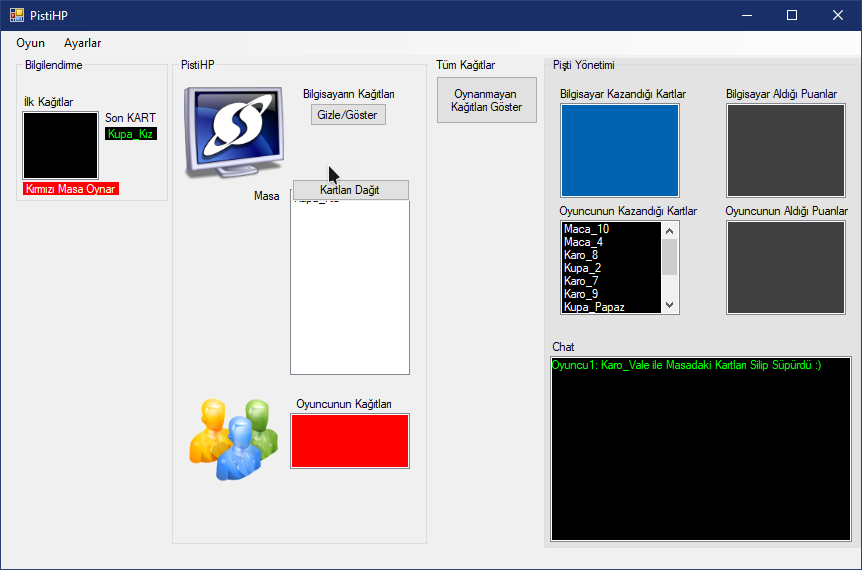 PistiHP
Oyun Ayarlar
Bilgilendirme
İlk Kağıtlar
Son KART
Kupa_Kız
Kırmızı Masa Oynar
PistiHP
Bilgisayarın Kağıtları
Gizle/Göster
Kartları Dağıt
Masa
Oyuncunun Kağıtları
Tüm Kağıtlar
Oynanmayan
Kağıtları Göster
Pişti Yönetimi
Bilgisayar Kazandığı Kartlar
Bilgisayar Aldığı Puanlar
Oyuncunun Kazandığı Kartlar
Oyuncunun Aldığı Puanlar
Maca_10
Maca_4
Karo_8
Kupa_2
Karo_7
Karo_9
Kupa_Papaz
Chat
Oyuncu1: Karo_Vale ile Masadaki Kartları Silip Süpürdü :)